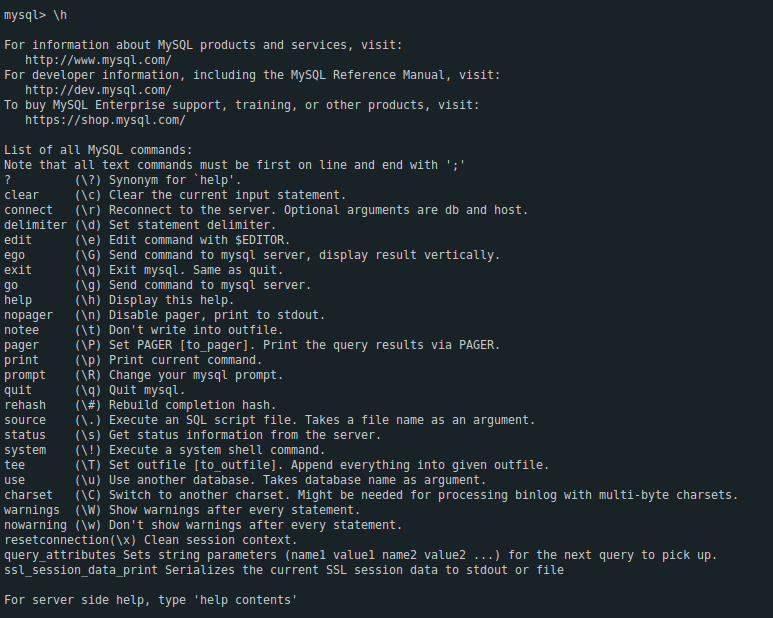 mysql> \h
For information about MySQL products and services, visit:
   http://www.mysql.com/
For developer information, including the MySQL Reference Manual, visit:
   http://dev.mysql.com/
To buy MySQL Enterprise support, training, or other products, visit:
   https://shop.mysql.com/
List of all MySQL commands:
Note that all text commands must be first on line and end with ';'
?         (\?) Synonym for `help'.
clear     (\c) Clear the current input statement.
connect   (\r) Reconnect to the server. Optional arguments are db and host.
delimiter (\d) Set statement delimiter.
edit      (\e) Edit command with $EDITOR.
ego       (\G) Send command to mysql server, display result vertically.
exit      (\q) Exit mysql. Same as quit.
go        (\g) Send command to mysql server.
help      (\h) Display this help.
nopager   (\n) Disable pager, print to stdout.
notee     (\t) Don't write into outfile.
pager     (\P) Set PAGER [to_pager]. Print the query results via PAGER.
print     (\p) Print current command.
prompt    (\R) Change your mysql prompt.
quit      (\q) Quit mysql.
rehash    (\#) Rebuild completion hash.
source    (\.) Execute an SQL script file. Takes a file name as an argument.
status    (\s) Get status information from the server.
system    (\!) Execute a system shell command.
tee       (\T) Set outfile [to_outfile]. Append everything into given outfile.
use       (\u) Use another database. Takes database name as argument.
charset   (\C) Switch to another charset. Might be needed for processing binlog with multi-byte charsets.
warnings  (\W) Show warnings after every statement.
nowarning (\w) Don't show warnings after every statement.
resetconnection(\x) Clean session context.
query_attributes Sets string parameters (name1 value1 name2 value2 ...) for the next query to pick up.
ssl_session_data_print Serializes the current SSL session data to stdout or file
For server side help, type 'help contents'